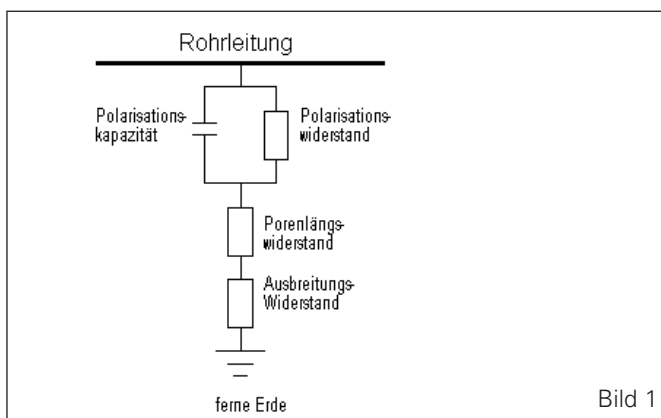 Rohrleitung
Polarisations-
kapazität
Polarisations-
widerstand
Porenlängs-
widerstand
Ausbreitungs-
Widerstand
ferne Erde
Bild 1